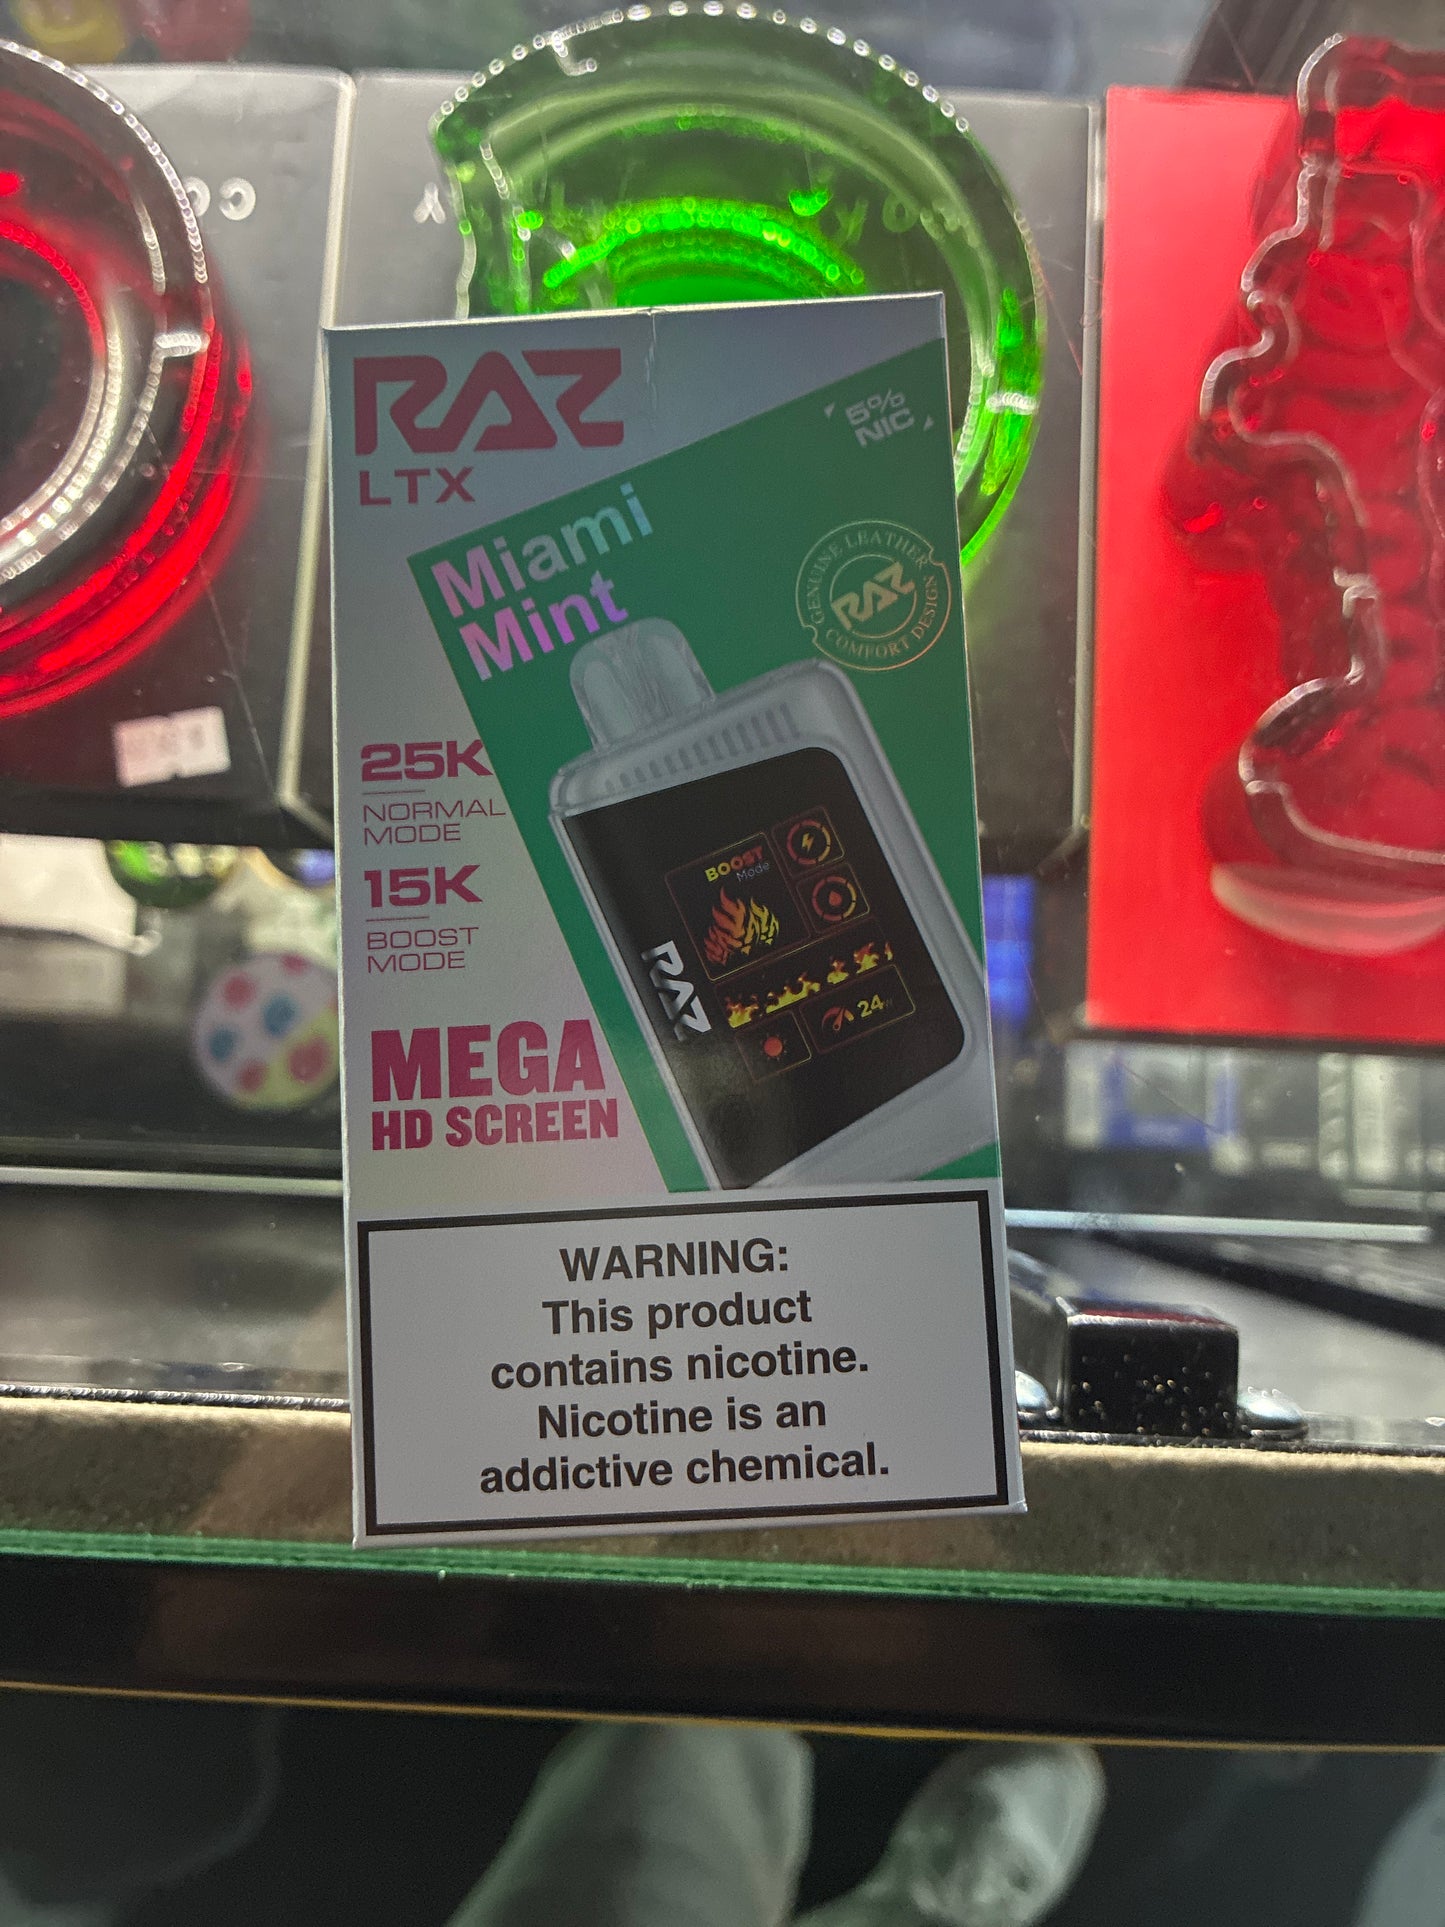 RAZ
LTX
5%
NIC
Miami
Mint
GENUINE LEATHER
RAZ
COMFORT DESIGN
25K
NORMAL
MODE
15K
BOOST
MODE
BOOST
Mode
RAZ
24W
MEGA
HD SCREEN
WARNING:
This product
contains nicotine.
Nicotine is an
addictive chemical.